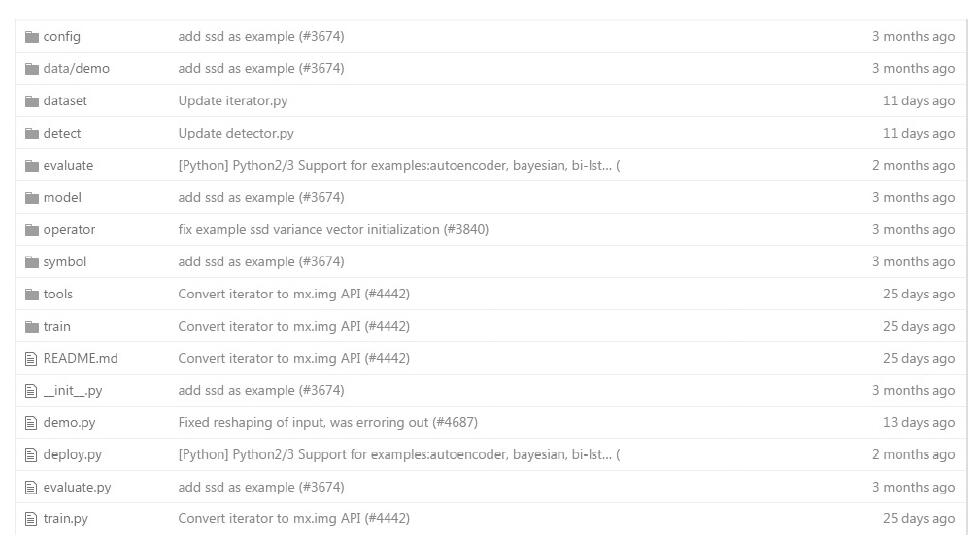 config add ssd as example (#3674) 3 months ago
data/demo add ssd as example (#3674) 3 months ago
dataset Update iterator.py 11 days ago
detect Update detector.py 11 days ago
evaluate [Python] Python2/3 Support for examples:autoencoder, bayesian, bi-lst... ( 2 months ago
model add ssd as example (#3674) 3 months ago
operator fix example ssd variance vector initialization (#3840) 3 months ago
symbol add ssd as example (#3674) 3 months ago
tools Convert iterator to mx.img API (#4442) 25 days ago
train Convert iterator to mx.img API (#4442) 25 days ago
README.md Convert iterator to mx.img API (#4442) 25 days ago
__init__.py add ssd as example (#3674) 3 months ago
demo.py Fixed reshaping of input, was erroring out (#4687) 13 days ago
deploy.py [Python] Python2/3 Support for examples:autoencoder, bayesian, bi-lst... ( 2 months ago
evaluate.py add ssd as example (#3674) 3 months ago
train.py Convert iterator to mx.img API (#4442) 25 days ago